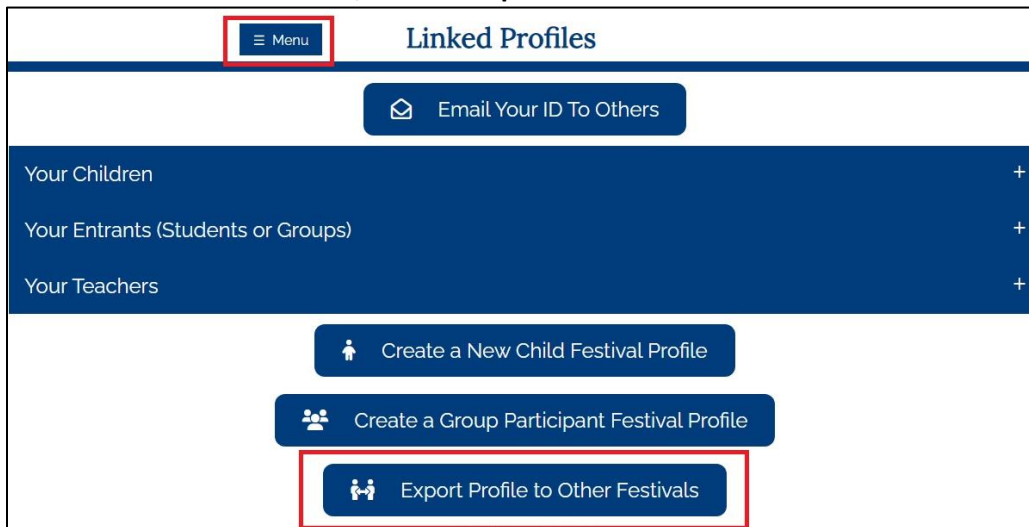 ☰ Menu
Linked Profiles
Email Your ID To Others
Your Children +
Your Entrants (Students or Groups) +
Your Teachers +
Create a New Child Festival Profile
Create a Group Participant Festival Profile
Export Profile to Other Festivals